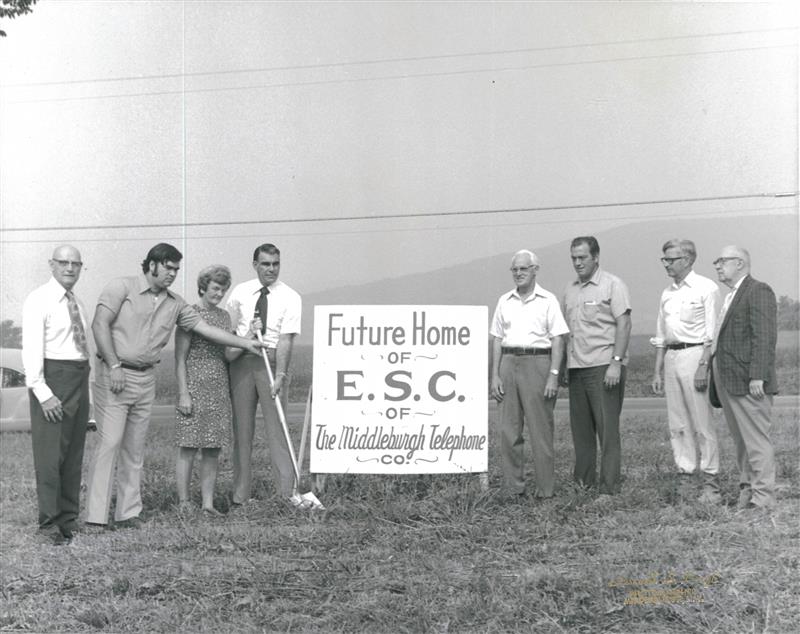 Future Home
OF
E.S.C.
OF
The Middleburgh Telephone
CO.